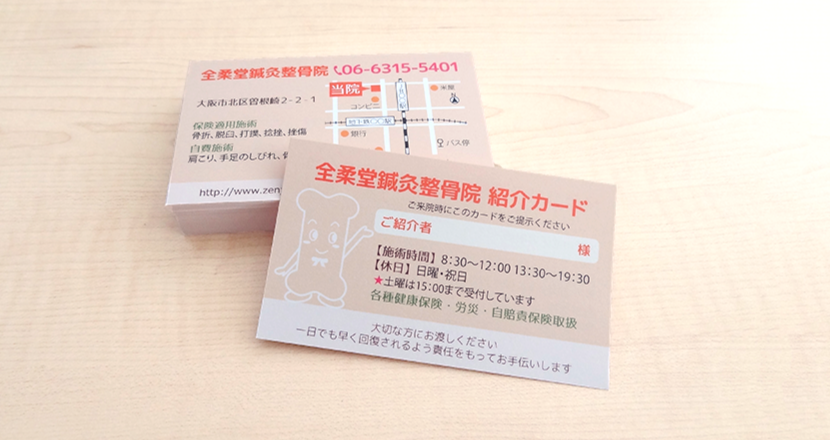 全柔堂鍼灸整骨院 06-6315-5401
大阪市北区曽根崎2-2-1
保険適用施術
骨折、脱臼、打撲、捻挫、挫傷
自費施術
肩こり、手足のしびれ、
http://www.zen
当院
コンビニ
米屋
N
銀行
バス停
全柔堂鍼灸整骨院 紹介カード
ご来院時にこのカードをご提示ください
ご紹介者 様
【施術時間】8:30〜12:00 13:30〜19:30
【休日】日曜・祝日
★土曜は15:00まで受付しています
各種健康保険・労災・自賠責保険取扱
大切な方にお渡しください
一日でも早く回復されるよう責任をもってお手伝いします